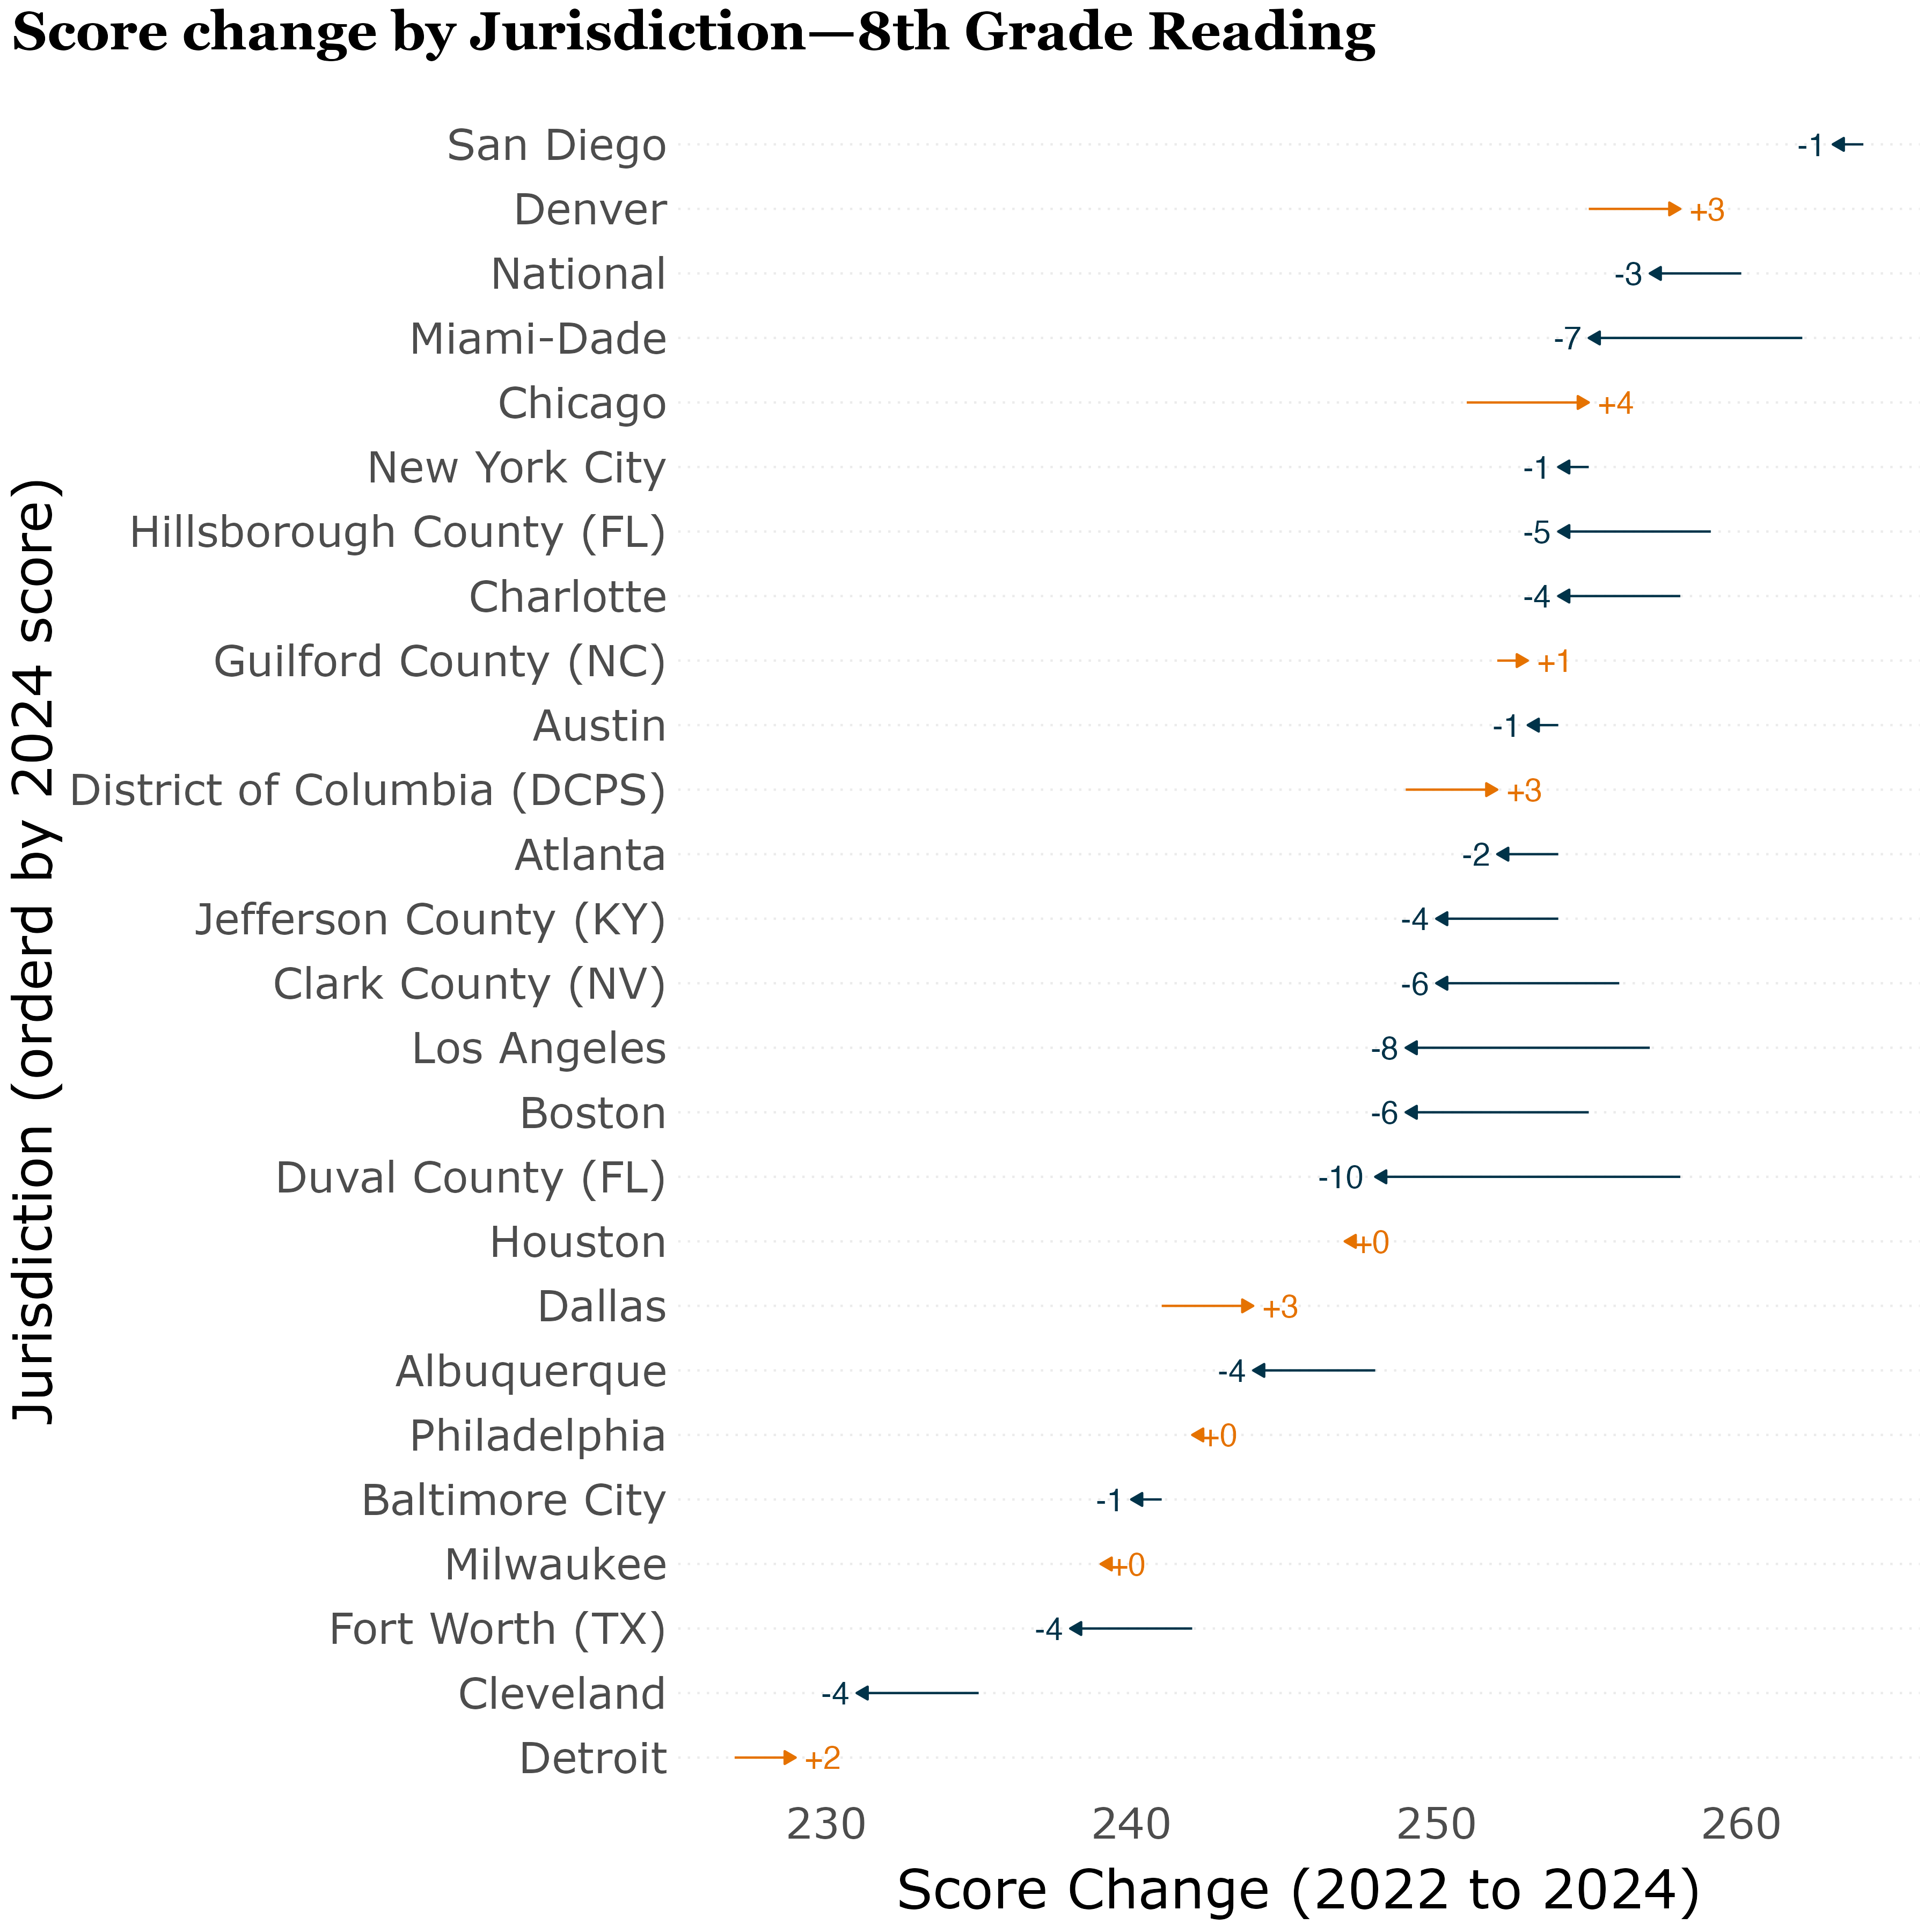 Score change by Jurisdiction—8th Grade Reading
Jurisdiction (orderd by 2024 score)
San Diego -1
Denver +3
National -3
Miami-Dade -7
Chicago +4
New York City -1
Hillsborough County (FL) -5
Charlotte -4
Guilford County (NC) +1
Austin -1
District of Columbia (DCPS) +3
Atlanta -2
Jefferson County (KY) -4
Clark County (NV) -6
Los Angeles -8
Boston -6
Duval County (FL) -10
Houston +0
Dallas +3
Albuquerque -4
Philadelphia +0
Baltimore City -1
Milwaukee +0
Fort Worth (TX) -4
Cleveland -4
Detroit +2
230 240 250 260
Score Change (2022 to 2024)